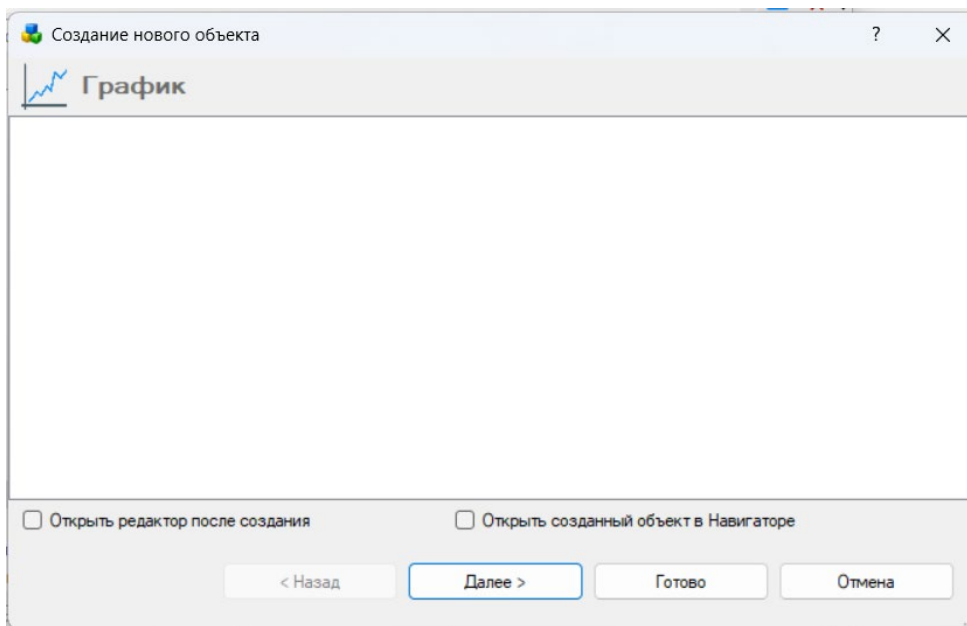 Создание нового объекта ?
График
Открыть редактор после создания Открыть созданный объект в Навигаторе
< Назад Далее > Готово Отмена